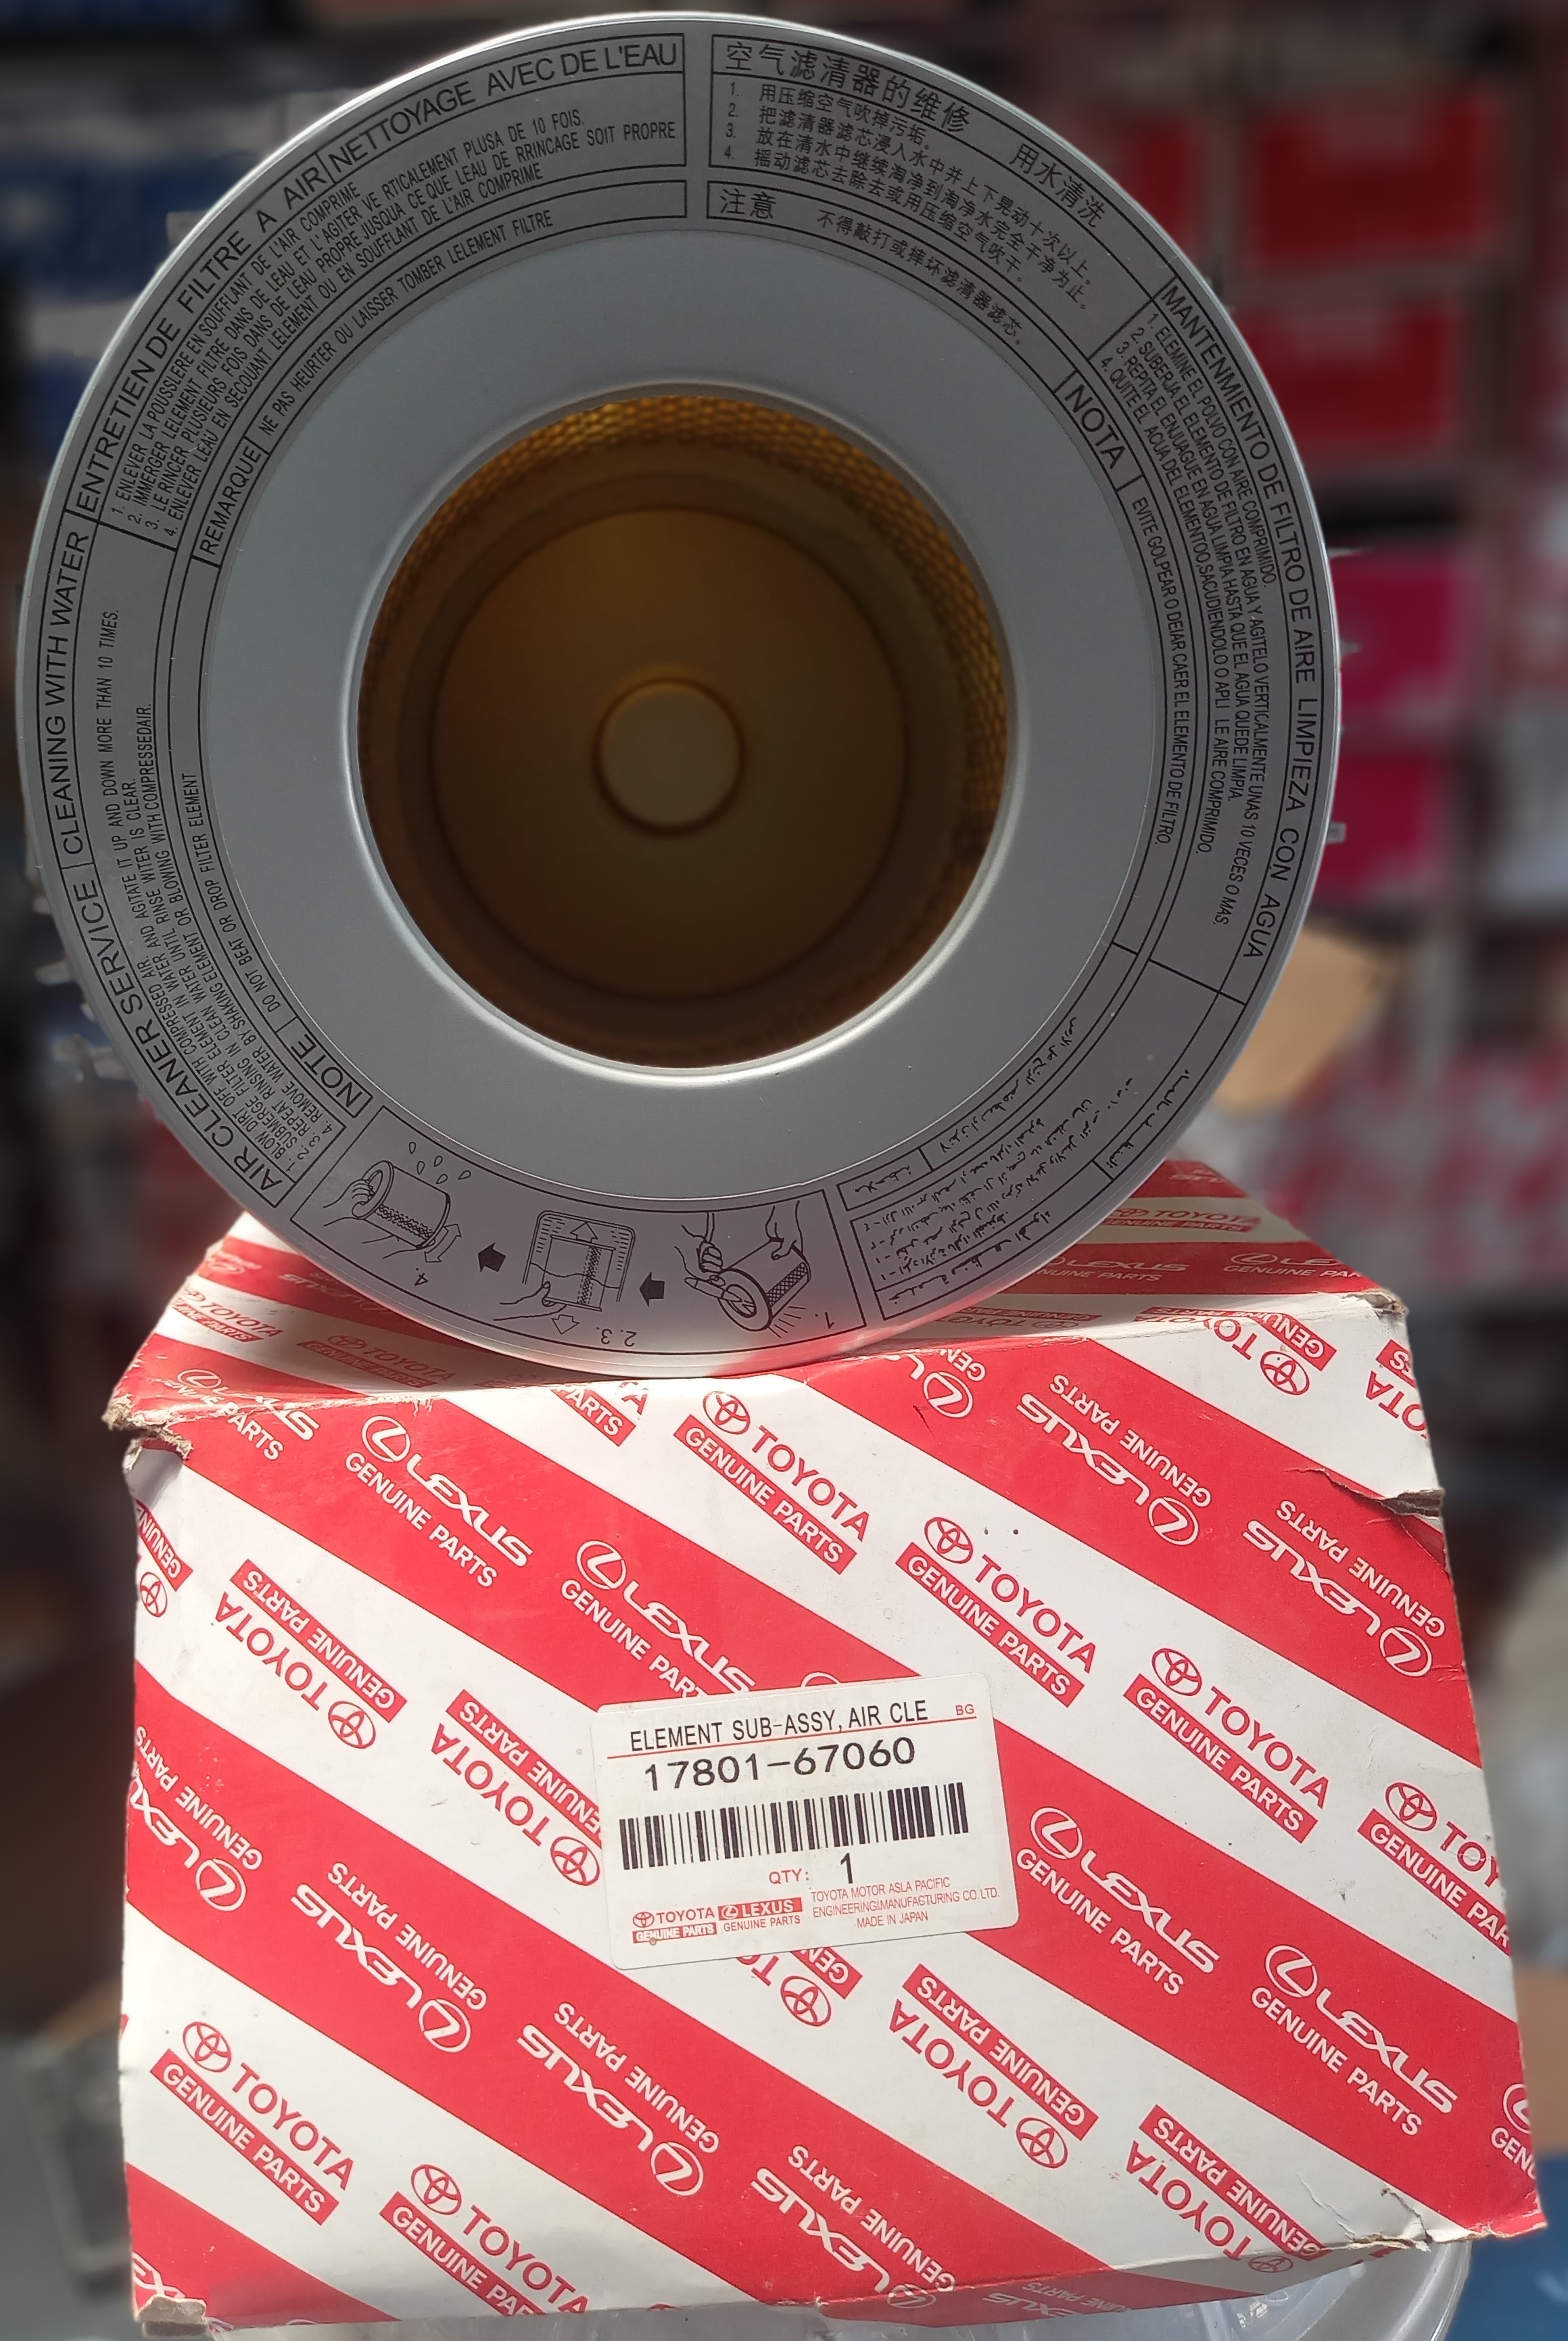 ENTRETIEN DE FILTRE A AIR NETTOYAGE AVEC DE L'EAU
1. ENLEVER LA POUSSLERE EN SOUFFLANT DE L'AIR COMPRIME
2. IMMERGER LELEMENT FILTRE DANS DE LEAU ET L'AGITER VE RTICALEMENT PLUSA DE 10 FOIS.
3. LE RINCER PLUSIEURS FOIS DANS DE LEAU PROPRE JUSQUA CE QUE LEAU DE RRINCAGE SOIT PROPRE
4. ENLEVER LEAU EN SECOUANT LELEMENT OU EN SOUFFLANT DE L'AIR COMPRIME
REMARQUE NE PAS HEURTER OU LAISSER TOMBER LELEMENT FILTRE
空气滤清器的维修 用水清洗
1. 用压缩空气吹掉污垢。
2. 把滤清器滤芯浸入水中并上下晃动十次以上。
3. 放在清水中继续淘净到淘净水完全干净为止。
4. 摇动滤芯去除去或用压缩空气吹干。
注意 不得敲打或摔坏滤清器滤芯。
MANTENMIENTO DE FILTRO DE AIRE LIMPIEZA CON AGUA
1. ELEMINE EL POLVO CON AIRE COMPRIMIDO.
2. SUBERJA EL ELEMENTO DE FILTRO EN AGUA Y AGITELO VERTICALMENTE UNAS 10 VECES O MAS.
3. REPITA EL ENJUAGUE EN AGUA LIMPIA HASTA QUE EL AGUA QUEDE LIMPIA.
4. QUITE EL AGUA DEL ELEMENTOO, SACUDIENDOLO O APLI LE AIRE COMPRIMIDO.
NOTA EVITE GOLPEAR O DEJAR CAER EL ELEMENTO DE FILTRO.
AIR CLEANER SERVICE CLEANING WITH WATER
1. BLOW DIRT OFF WITH COMPRESSED AIR.
2. SUBMERGE FILTER ELEMENT IN WATER AND AGITATE IT UP AND DOWN MORE THAN 10 TIMES.
3. REPEAT RINSING IN CLEAN WATER UNTIL RINSE WITER IS CLEAR.
4. REMOVE WATER BY SHAKING ELEMENT OR BLOWING WITH COMPRESSEDAIR.
NOTE DO NOT BEAT OR DROP FILTER ELEMENT
1.
2.3.
4.
TOYOTA
GENUINE PARTS
LEXUS
GENUINE PARTS
ELEMENT SUB-ASSY, AIR CLE BG
17801-67060
QTY: 1
TOYOTA
GENUINE PARTS
LEXUS
GENUINE PARTS
TOYOTA MOTOR ASLA PACIFIC
ENGINEERING&MANUFACTURING CO.LTD.
MADE IN JAPAN